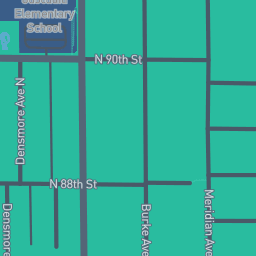 Elementary
School
N 90th St
Densmore Ave N
N 88th St
Densmore
Burke Ave
Meridian Ave